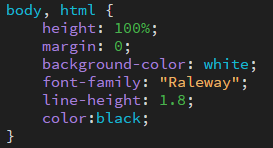 body, html {
    height: 100%;
    margin: 0;
    background-color: white;
    font-family: "Raleway";
    line-height: 1.8;
    color:black;
}